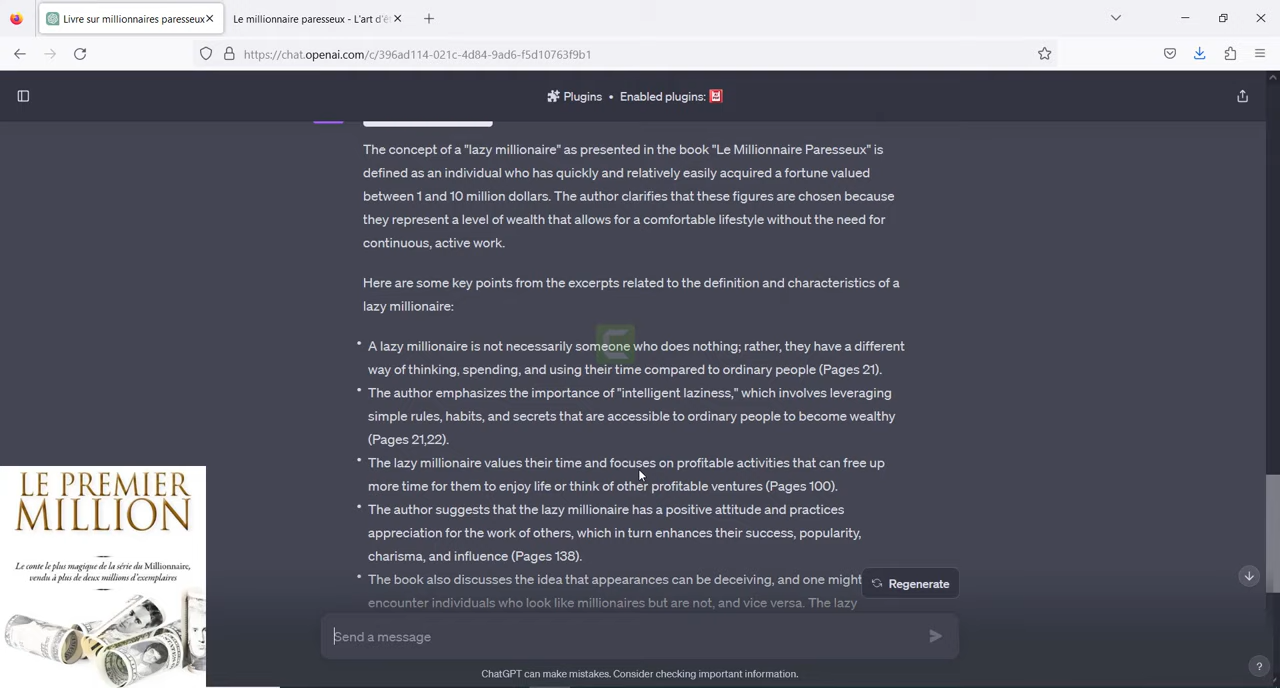 Livre sur millionnaires paresseux
Le millionnaire paresseux - L'art d'ê
https://chat.openai.com/c/396ad114-021c-4d84-9ad6-f5d10763f9b1
Plugins • Enabled plugins:
The concept of a "lazy millionaire" as presented in the book "Le Millionnaire Paresseux" is
defined as an individual who has quickly and relatively easily acquired a fortune valued
between 1 and 10 million dollars. The author clarifies that these figures are chosen because
they represent a level of wealth that allows for a comfortable lifestyle without the need for
continuous, active work.
Here are some key points from the excerpts related to the definition and characteristics of a
lazy millionaire:
• A lazy millionaire is not necessarily someone who does nothing; rather, they have a different
way of thinking, spending, and using their time compared to ordinary people (Pages 21).
• The author emphasizes the importance of "intelligent laziness," which involves leveraging
simple rules, habits, and secrets that are accessible to ordinary people to become wealthy
(Pages 21,22).
• The lazy millionaire values their time and focuses on profitable activities that can free up
more time for them to enjoy life or think of other profitable ventures (Pages 100).
• The author suggests that the lazy millionaire has a positive attitude and practices
appreciation for the work of others, which in turn enhances their success, popularity,
charisma, and influence (Pages 138).
• The book also discusses the idea that appearances can be deceiving, and one might
encounter individuals who look like millionaires but are not, and vice versa. The lazy
Regenerate
Send a message
ChatGPT can make mistakes. Consider checking important information.
?
LE PREMIER
MILLION
Le conte le plus magique de la série du Millionnaire,
vendu à plus de deux millions d'exemplaires